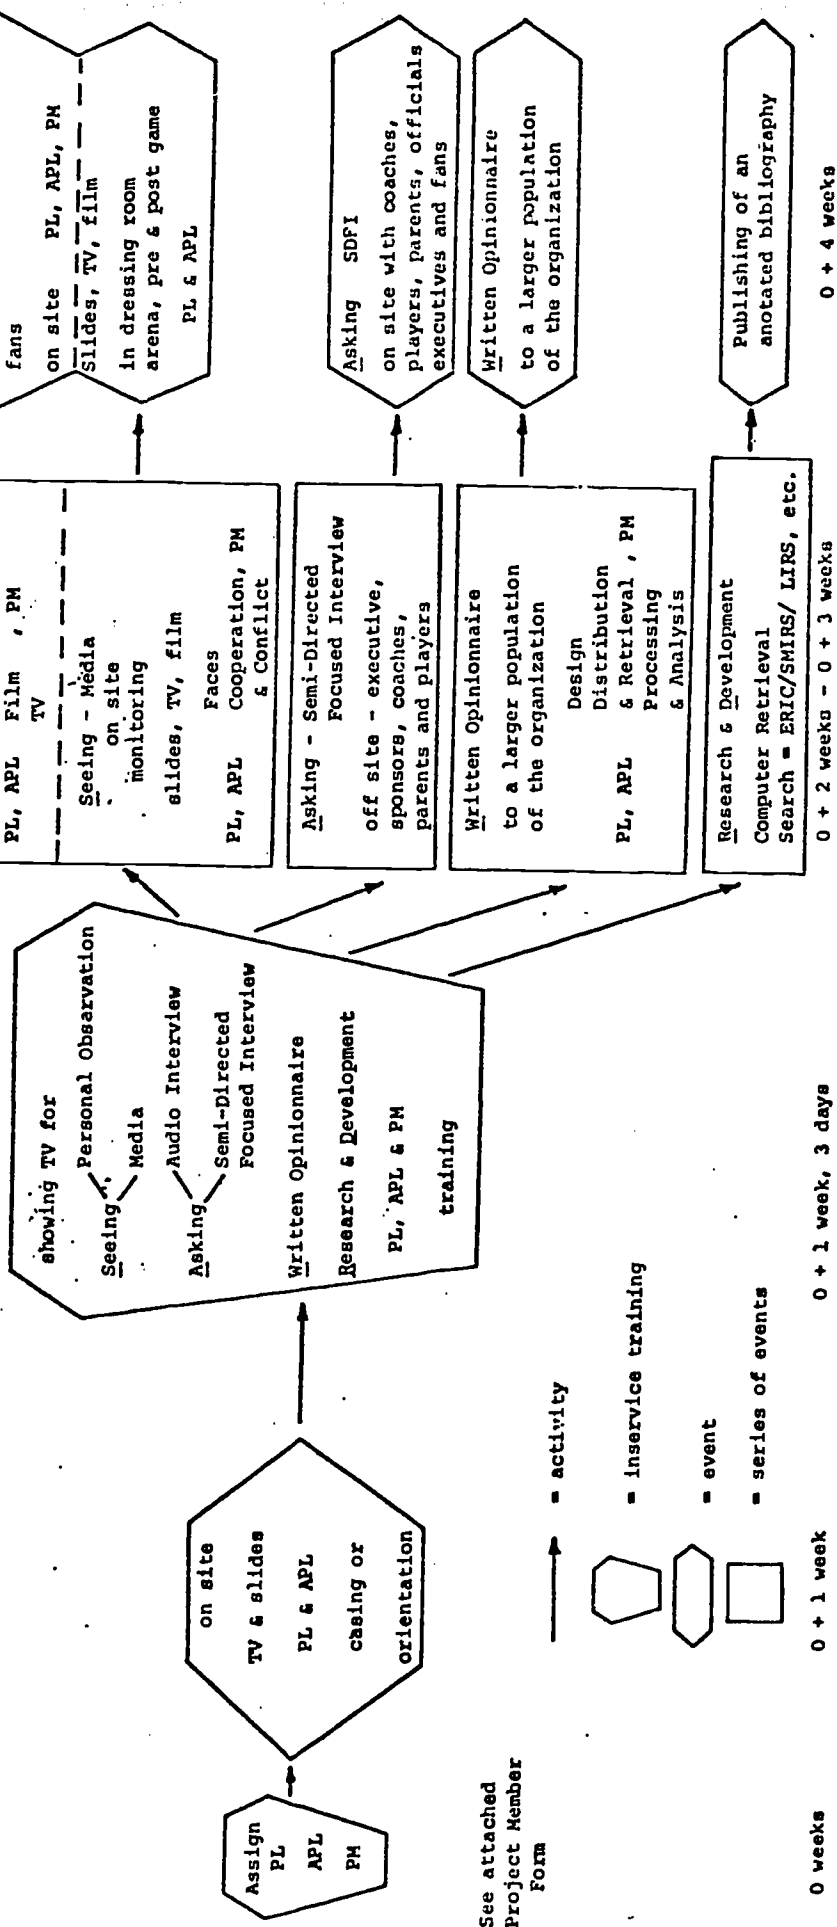 Assign
PL
APL
PM
See attached
Project Member
Form
on site
TV & slides
PL & APL
casing or
orientation
showing TV for
Personal Obsarvation
Seeing
Media
Audio Interview
Asking
Semi-Directed
Focused Interview
Written Opinionnaire
Research & Development
PL, APL & PM
training
PL, APL Film , PM
TV
Seeing - Media
on site
monitoring
slides, TV, film
Faces
PL, APL Cooperation, PM
& Conflict
Asking - Semi-Directed
Focused Interview
off site - executive,
sponsors, coaches,
parents and players
Written Opinionnaire
to a larger population
of the organization
Design
Distribution
PL, APL & Retrieval , PM
Processing
& Analysis
Research & Development
Computer Retrieval
Search = ERIC/SMIRS/ LIRS, etc.
fans
on site PL, APL, PM
Slides, TV, film
in dressing room
arena, pre & post game
PL & APL
Asking SDFI
on site with coaches,
players, parents, officials
executives and fans
Written Opinionnaire
to a larger population
of the organization
Publishing of an
anotated bibliography
= activity
= inservice training
= event
= series of events
0 weeks
0 + 1 week
0 + 1 week, 3 days
0 + 2 weeks - 0 + 3 weeks
0 + 4 weeks